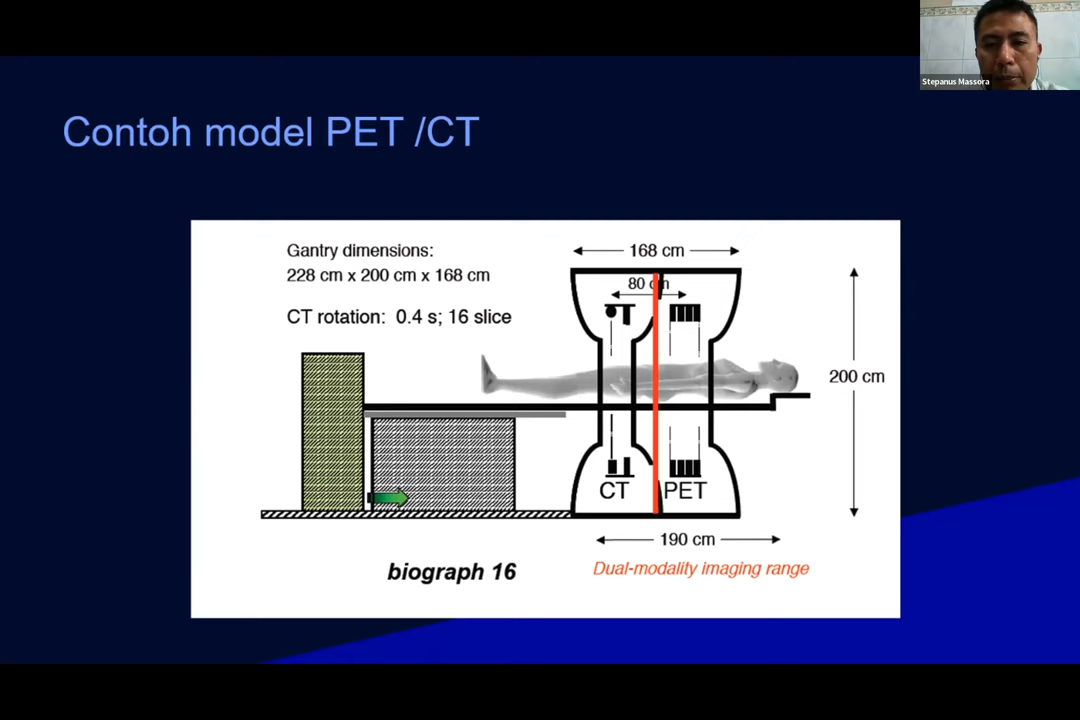 Stepanus Massora
Contoh model PET /CT
Gantry dimensions:
228 cm x 200 cm x 168 cm
CT rotation: 0.4 s; 16 slice
168 cm
80 cm
200 cm
CT
PET
190 cm
biograph 16
Dual-modality imaging range